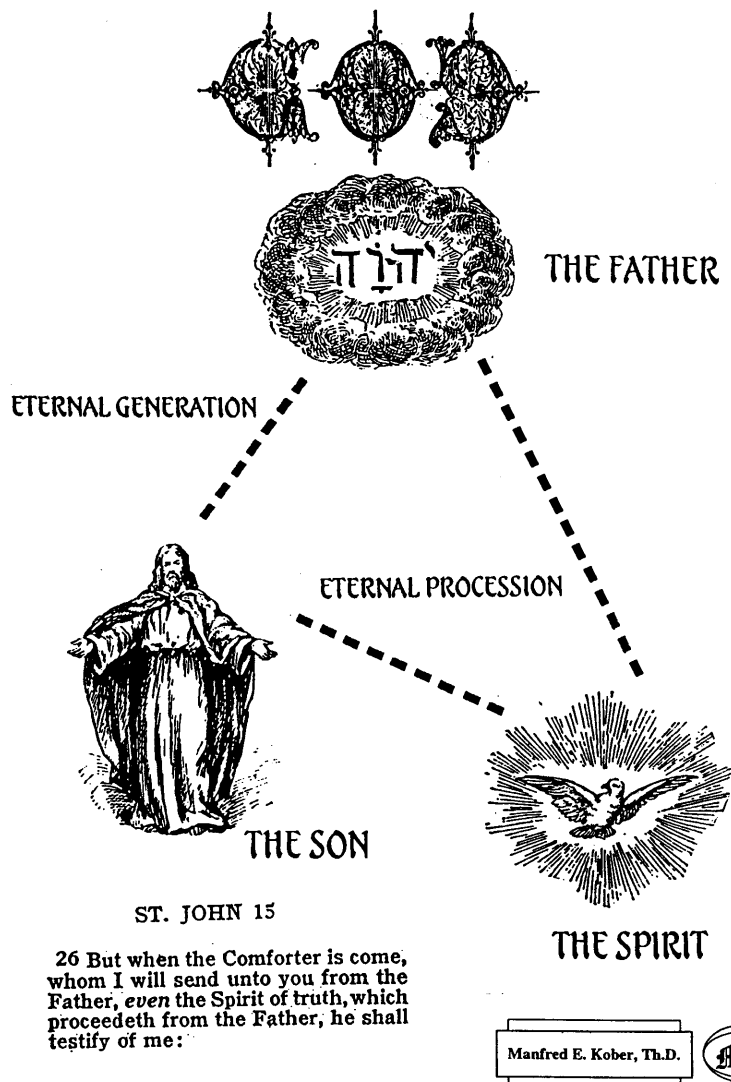 GOD
יְהֹוָה
THE FATHER
ETERNAL GENERATION
ETERNAL PROCESSION
THE SON
THE SPIRIT
ST. JOHN 15
26 But when the Comforter is come,
whom I will send unto you from the
Father, even the Spirit of truth, which
proceedeth from the Father, he shall
testify of me:
Manfred E. Kober, Th.D.